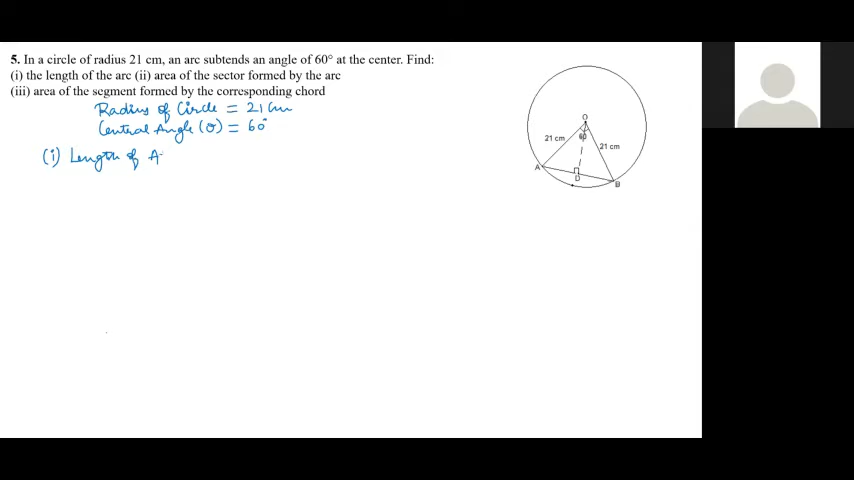 5. In a circle of radius 21 cm, an arc subtends an angle of 60° at the center. Find:
(i) the length of the arc (ii) area of the sector formed by the arc
(iii) area of the segment formed by the corresponding chord
Radius of Circle = 21 cm
Central Angle (θ) = 60°
(i) Length of A
O
60
21 cm
21 cm
A
D
B